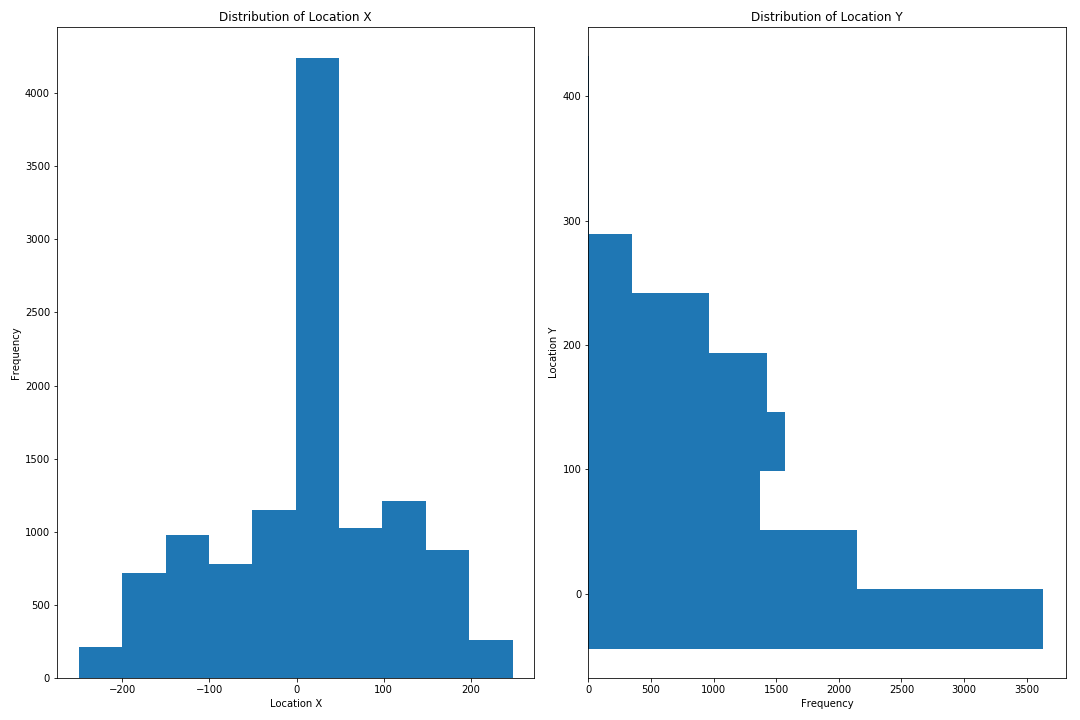 Distribution of Location X
Frequency
4000
3500
3000
2500
2000
1500
1000
500
0
−200 −100 0 100 200
Location X
Distribution of Location Y
Location Y
400
300
200
100
0
0 500 1000 1500 2000 2500 3000 3500
Frequency